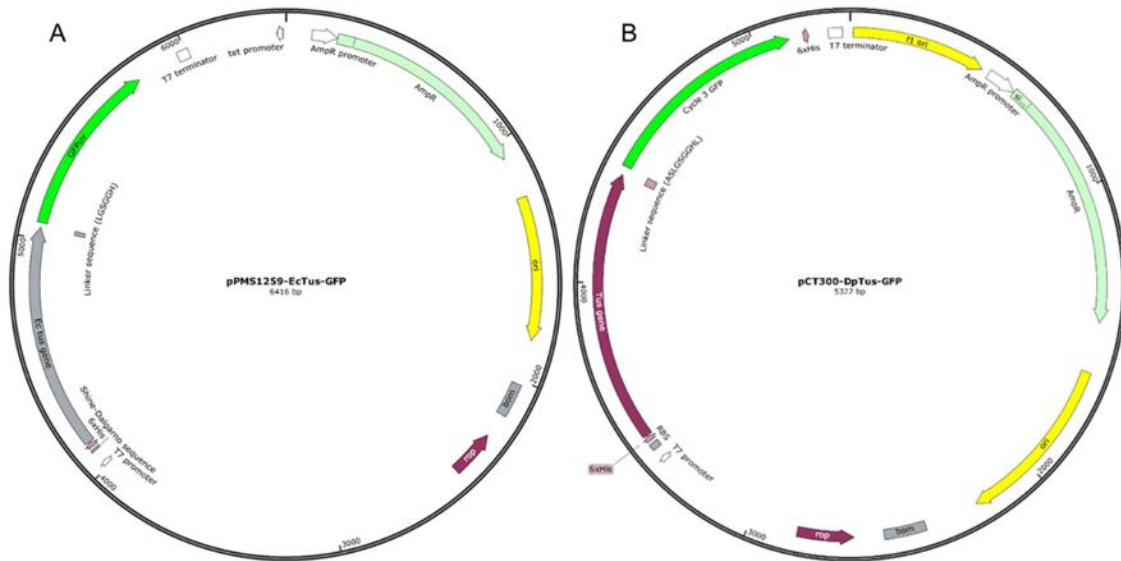 A
6000
T7 terminator
tet promoter
AmpR promoter
AmpR
1000
ori
2000
bom
rop
3000
4000
T7 promoter
6xHis
Shine-Dalgarno sequence
Ec tus gene
5000
Linker sequence (LGSGGH)
GFPuv
pPMS1259-EcTus-GFP
6416 bp
B
5000
6xHis
T7 terminator
f1 ori
AmpR promoter
AmpR
1000
ori
2000
bom
rop
3000
T7 promoter
RBS
6xHis
Tus gene
4000
Linker sequence (ASLGSGGHL)
Cycle 3 GFP
pCT300-DpTus-GFP